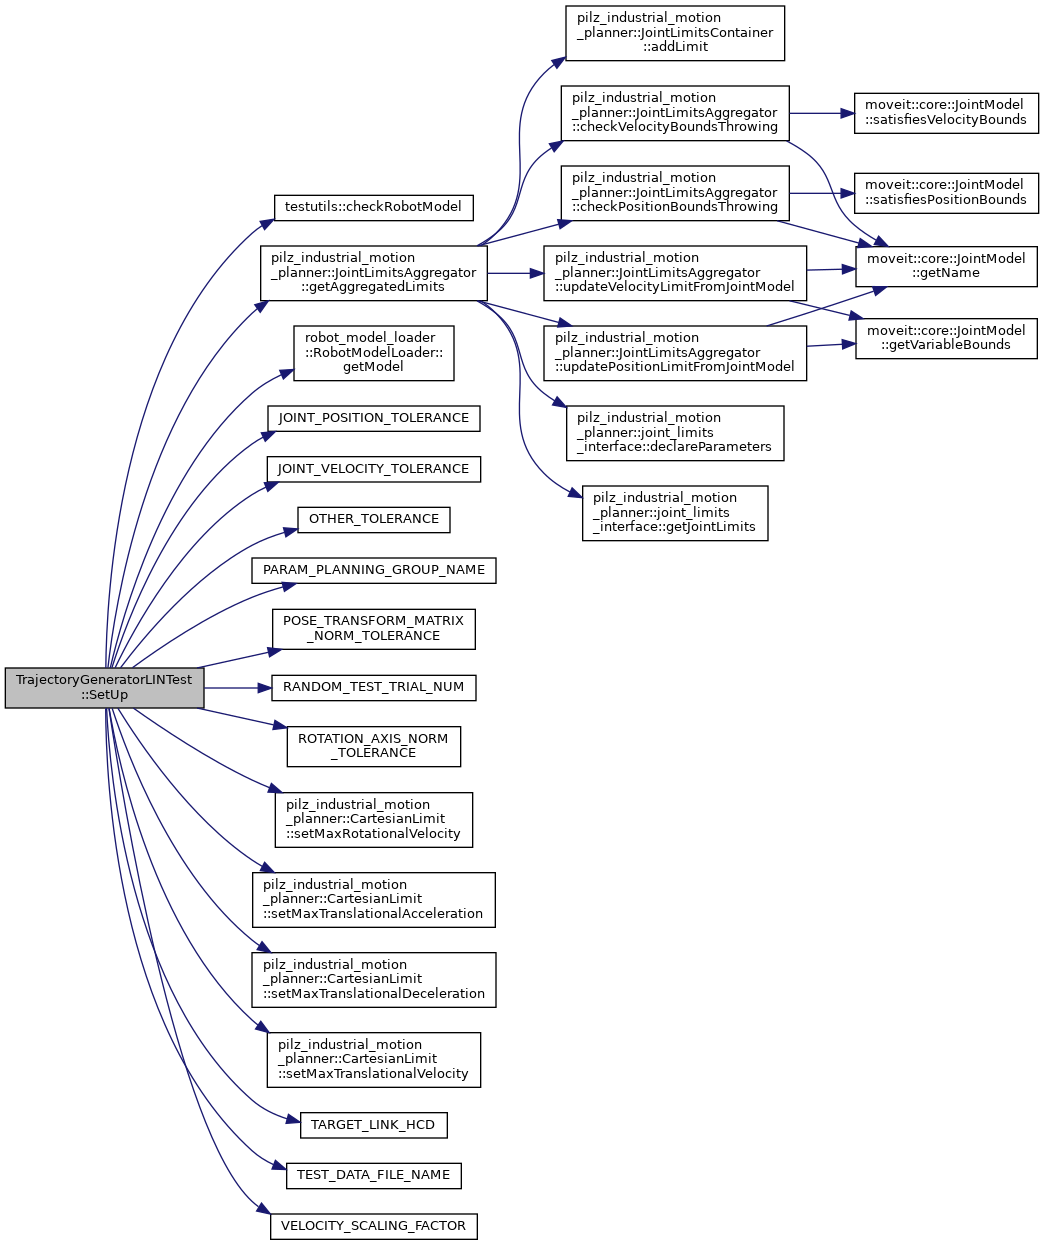 TrajectoryGeneratorLINTest
::SetUp
testutils::checkRobotModel
pilz_industrial_motion
_planner::JointLimitsAggregator
::getAggregatedLimits
robot_model_loader
::RobotModelLoader::
getModel
JOINT_POSITION_TOLERANCE
JOINT_VELOCITY_TOLERANCE
OTHER_TOLERANCE
PARAM_PLANNING_GROUP_NAME
POSE_TRANSFORM_MATRIX
_NORM_TOLERANCE
RANDOM_TEST_TRIAL_NUM
ROTATION_AXIS_NORM
_TOLERANCE
pilz_industrial_motion
_planner::CartesianLimit
::setMaxRotationalVelocity
pilz_industrial_motion
_planner::CartesianLimit
::setMaxTranslationalAcceleration
pilz_industrial_motion
_planner::CartesianLimit
::setMaxTranslationalDeceleration
pilz_industrial_motion
_planner::CartesianLimit
::setMaxTranslationalVelocity
TARGET_LINK_HCD
TEST_DATA_FILE_NAME
VELOCITY_SCALING_FACTOR
pilz_industrial_motion
_planner::JointLimitsContainer
::addLimit
pilz_industrial_motion
_planner::JointLimitsAggregator
::checkVelocityBoundsThrowing
pilz_industrial_motion
_planner::JointLimitsAggregator
::checkPositionBoundsThrowing
pilz_industrial_motion
_planner::JointLimitsAggregator
::updateVelocityLimitFromJointModel
pilz_industrial_motion
_planner::JointLimitsAggregator
::updatePositionLimitFromJointModel
pilz_industrial_motion
_planner::joint_limits
_interface::declareParameters
pilz_industrial_motion
_planner::joint_limits
_interface::getJointLimits
moveit::core::JointModel
::satisfiesVelocityBounds
moveit::core::JointModel
::satisfiesPositionBounds
moveit::core::JointModel
::getName
moveit::core::JointModel
::getVariableBounds